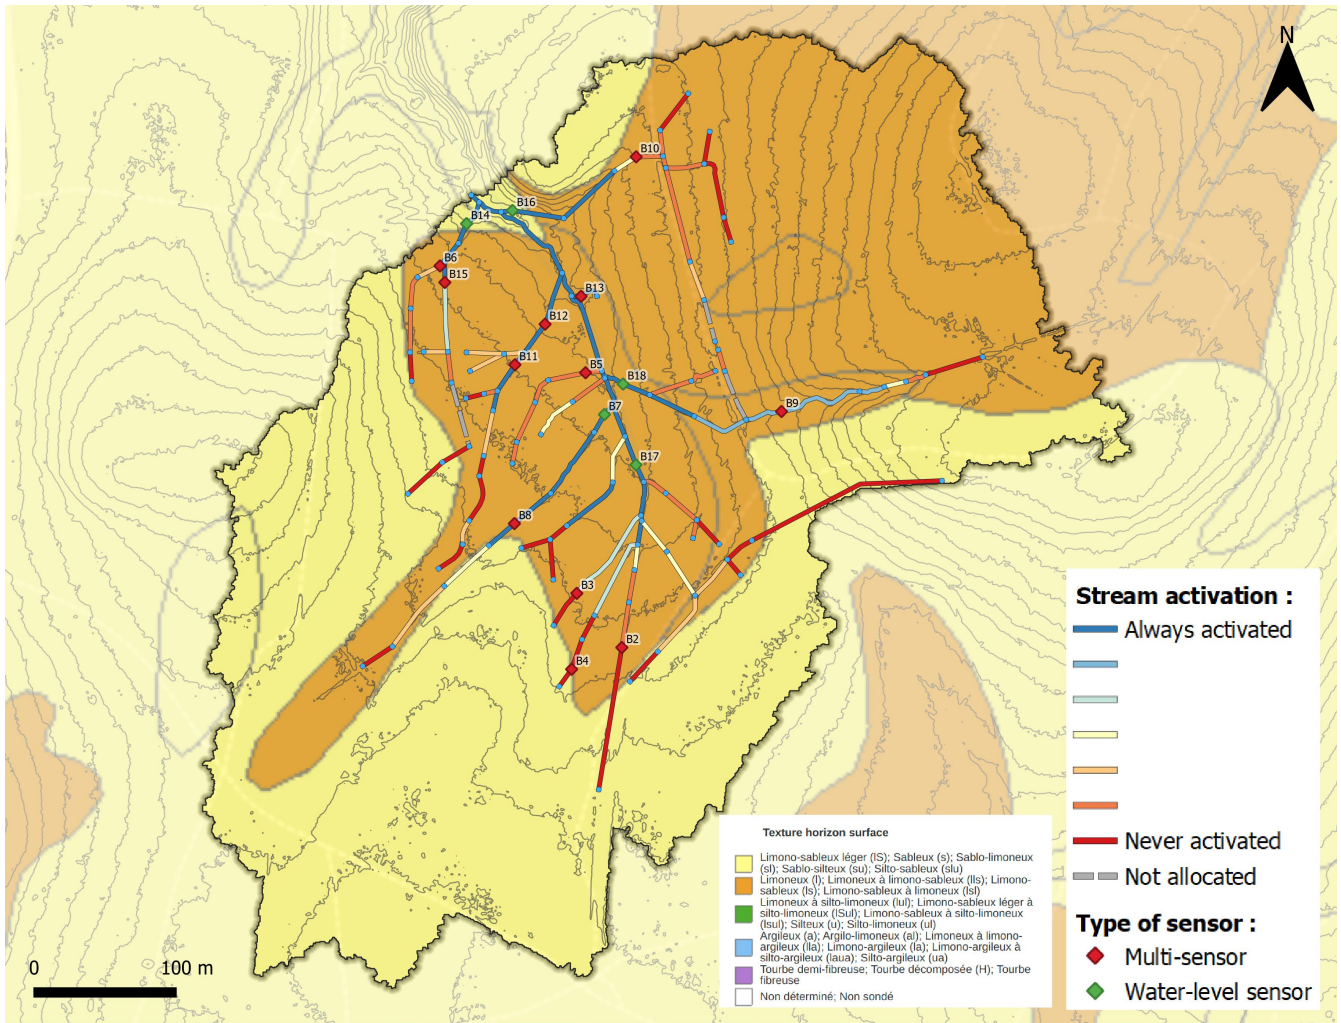 N
B10
B16
B14
B6
B15
B13
B12
B11
B5
B18
B7
B9
B17
B8
B3
B2
B4
0 100 m
Stream activation :
Always activated
Never activated
Not allocated
Type of sensor :
Multi-sensor
Water-level sensor
Texture horizon surface
Limono-sableux léger (lS); Sableux (s); Sablo-limoneux
(sl); Sablo-silteux (su); Silto-sableux (slu)
Limoneux (l); Limoneux à limono-sableux (lls); Limono-
sableux (ls); Limono-sableux à limoneux (lsl)
Limoneux à silto-limoneux (lul); Limono-sableux léger à
silto-limoneux (lSul); Limono-sableux à silto-limoneux
(lsul); Silteux (u); Silto-limoneux (ul)
Argileux (a); Argilo-limoneux (al); Limoneux à limono-
argileux (lla); Limono-argileux (la); Limono-argileux à
silto-argileux (laua); Silto-argileux (ua)
Tourbe demi-fibreuse; Tourbe décomposée (H); Tourbe
fibreuse
Non déterminé; Non sondé